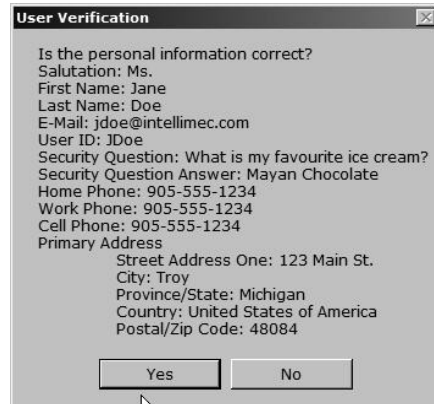 User Verification
Is the personal information correct?
Salutation: Ms.
First Name: Jane
Last Name: Doe
E-Mail: jdoe@intellimec.com
User ID: JDoe
Security Question: What is my favourite ice cream?
Security Question Answer: Mayan Chocolate
Home Phone: 905-555-1234
Work Phone: 905-555-1234
Cell Phone: 905-555-1234
Primary Address
Street Address One: 123 Main St.
City: Troy
Province/State: Michigan
Country: United States of America
Postal/Zip Code: 48084
Yes No